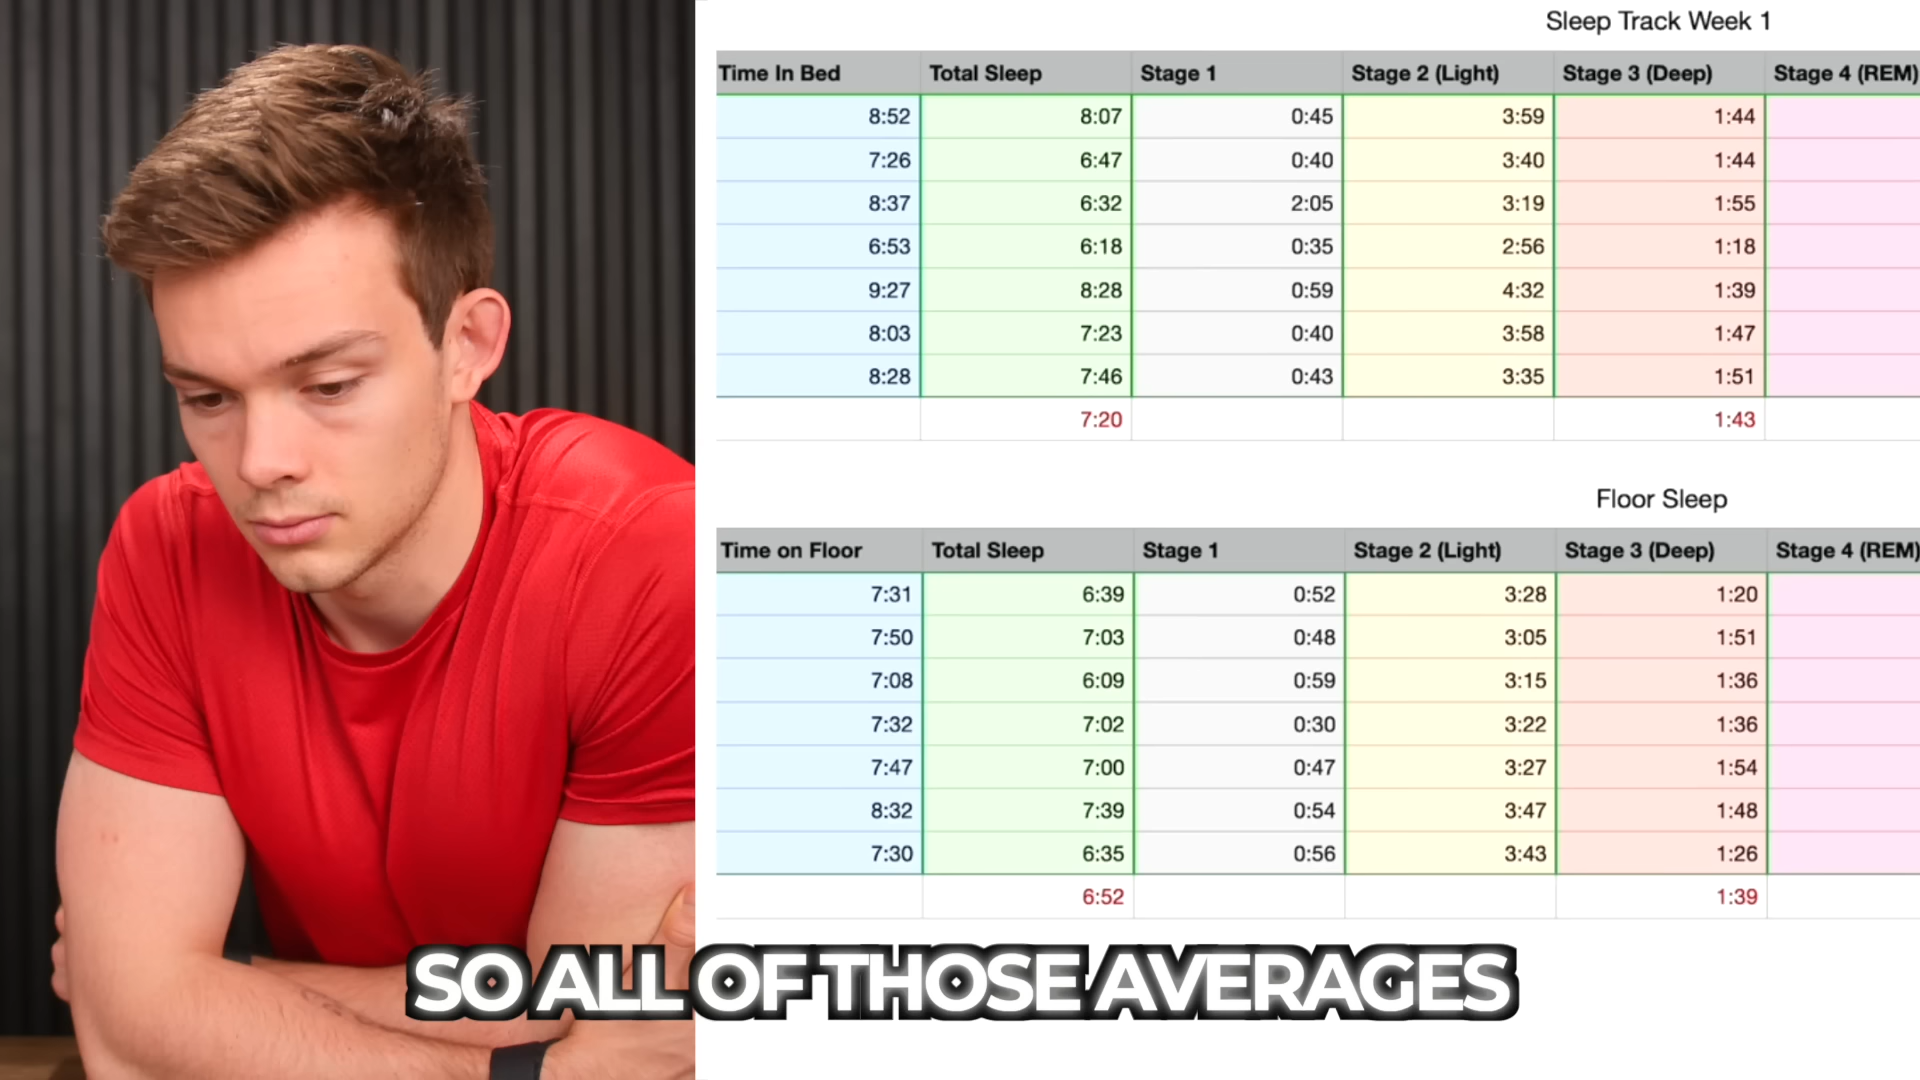 Sleep Track Week 1
Time In Bed Total Sleep Stage 1 Stage 2 (Light) Stage 3 (Deep) Stage 4 (REM)
8:52 8:07 0:45 3:59 1:44
7:26 6:47 0:40 3:40 1:44
8:37 6:32 2:05 3:19 1:55
6:53 6:18 0:35 2:56 1:18
9:27 8:28 0:59 4:32 1:39
8:03 7:23 0:40 3:58 1:47
8:28 7:46 0:43 3:35 1:51
7:20 1:43
Floor Sleep
Time on Floor Total Sleep Stage 1 Stage 2 (Light) Stage 3 (Deep) Stage 4 (REM)
7:31 6:39 0:52 3:28 1:20
7:50 7:03 0:48 3:05 1:51
7:08 6:09 0:59 3:15 1:36
7:32 7:02 0:30 3:22 1:36
7:47 7:00 0:47 3:27 1:54
8:32 7:39 0:54 3:47 1:48
7:30 6:35 0:56 3:43 1:26
6:52 1:39
SO ALL OF THOSE AVERAGES